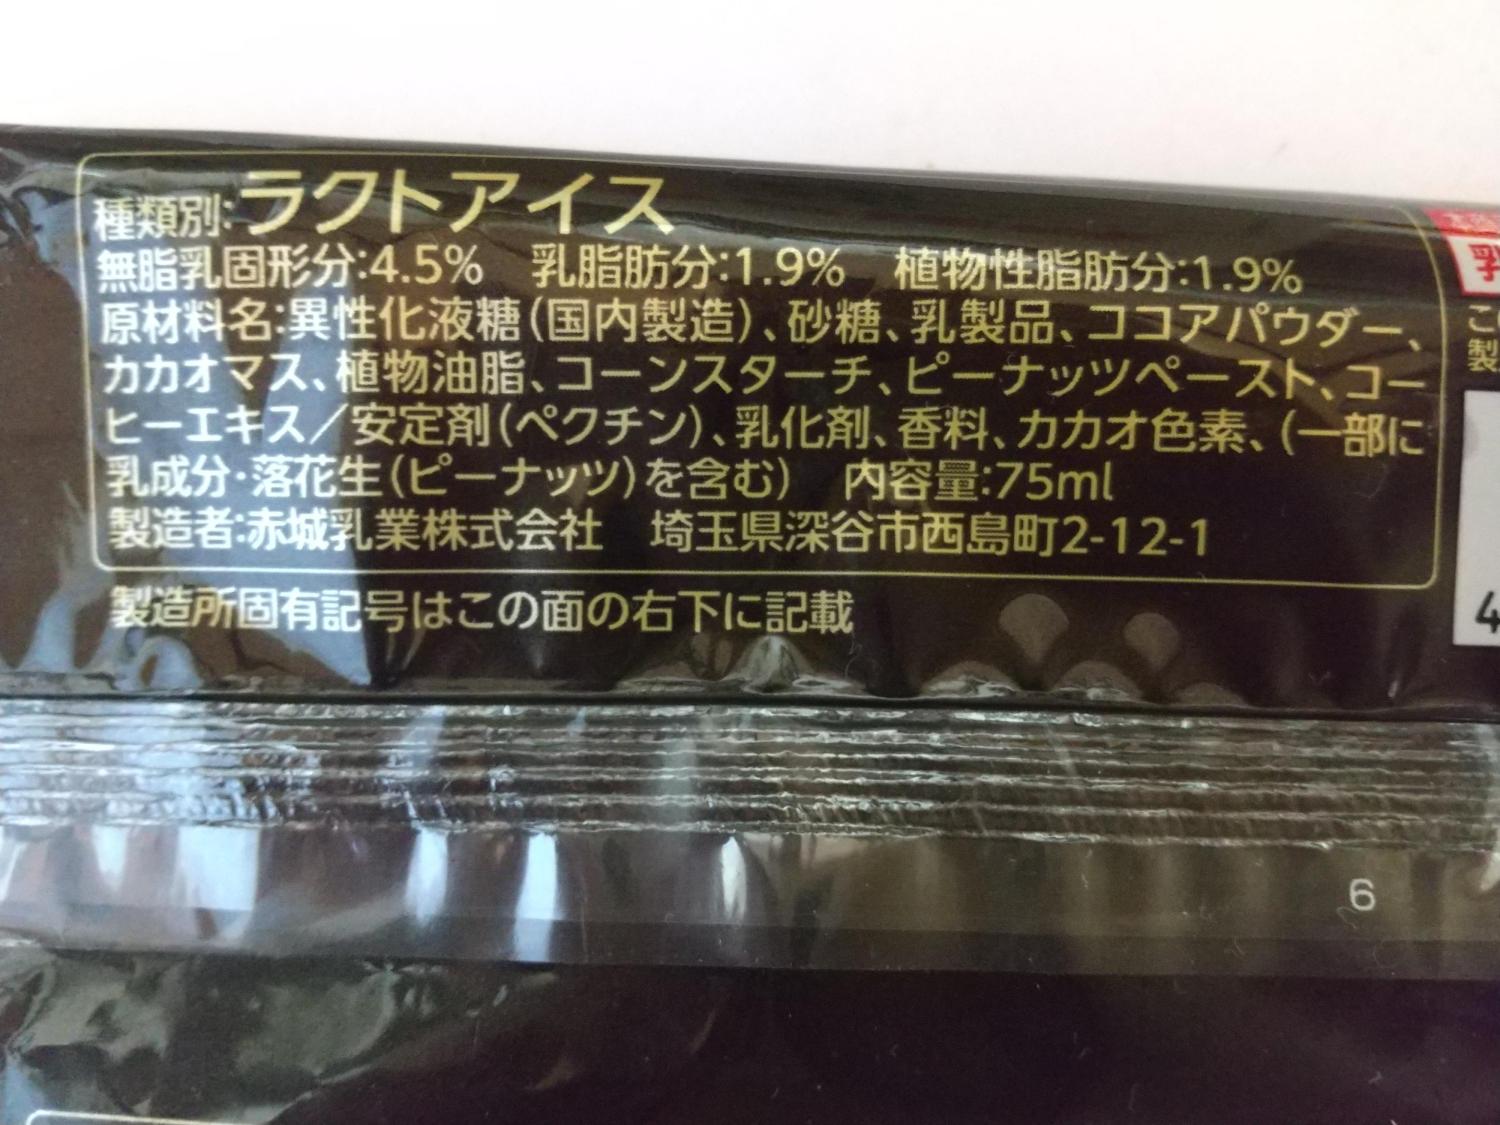 種類別:ラクトアイス
無脂乳固形分:4.5%　乳脂肪分:1.9%　植物性脂肪分:1.9%
原材料名:異性化液糖(国内製造)、砂糖、乳製品、ココアパウダー、
カカオマス、植物油脂、コーンスターチ、ピーナッツペースト、コー
ヒーエキス/安定剤(ペクチン)、乳化剤、香料、カカオ色素、(一部に
乳成分・落花生(ピーナッツ)を含む)　内容量:75ml
製造者:赤城乳業株式会社　埼玉県深谷市西島町2-12-1
製造所固有記号はこの面の右下に記載
乳
製
4
6